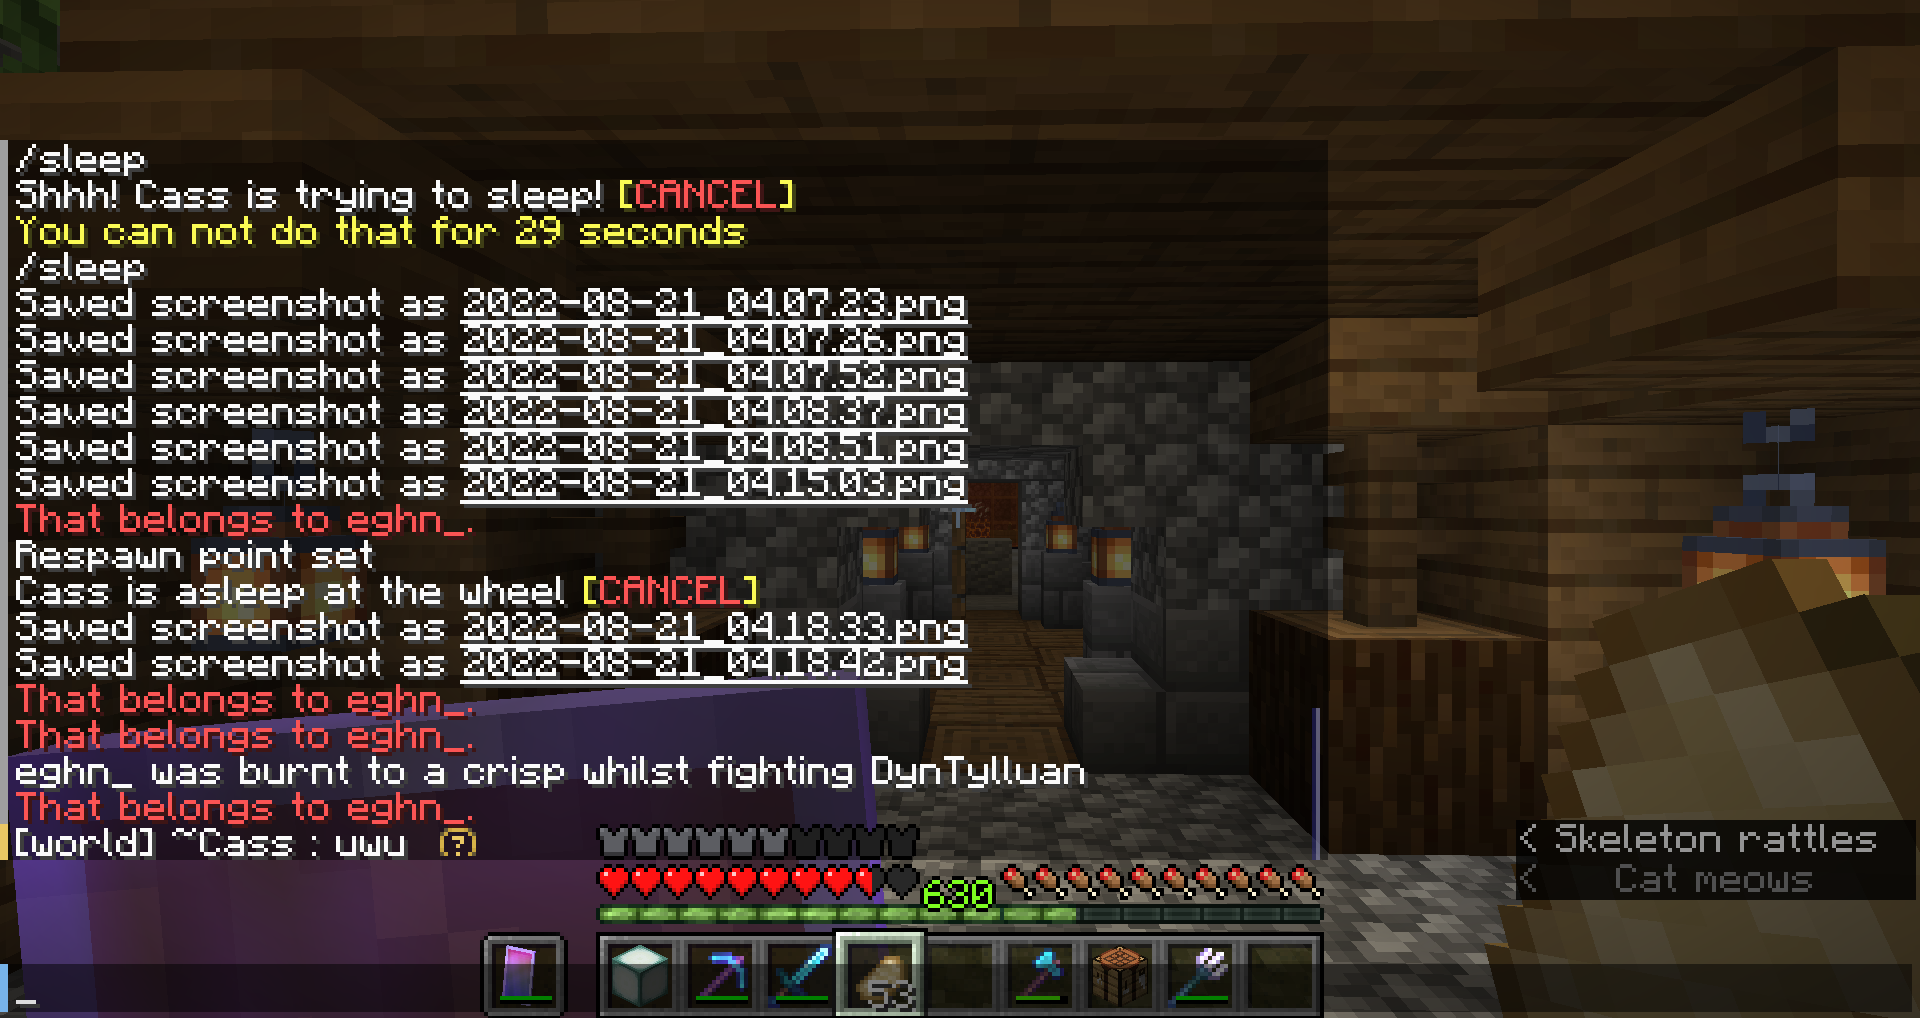 /sleep
Shhh! Cass is trying to sleep! [CANCEL]
You can not do that for 29 seconds
/sleep
Saved screenshot as 2022-08-21_04.07.23.png
Saved screenshot as 2022-08-21_04.07.26.png
Saved screenshot as 2022-08-21_04.07.52.png
Saved screenshot as 2022-08-21_04.08.37.png
Saved screenshot as 2022-08-21_04.08.51.png
Saved screenshot as 2022-08-21_04.15.03.png
That belongs to eghn_.
Respawn point set
Cass is asleep at the wheel [CANCEL]
Saved screenshot as 2022-08-21_04.18.33.png
Saved screenshot as 2022-08-21_04.18.42.png
That belongs to eghn_.
That belongs to eghn_.
eghn_ was burnt to a crisp whilst fighting DynTylluan
That belongs to eghn_.
[world] ~Cass : uwu (?)
< Skeleton rattles
< Cat meows
630
53
_